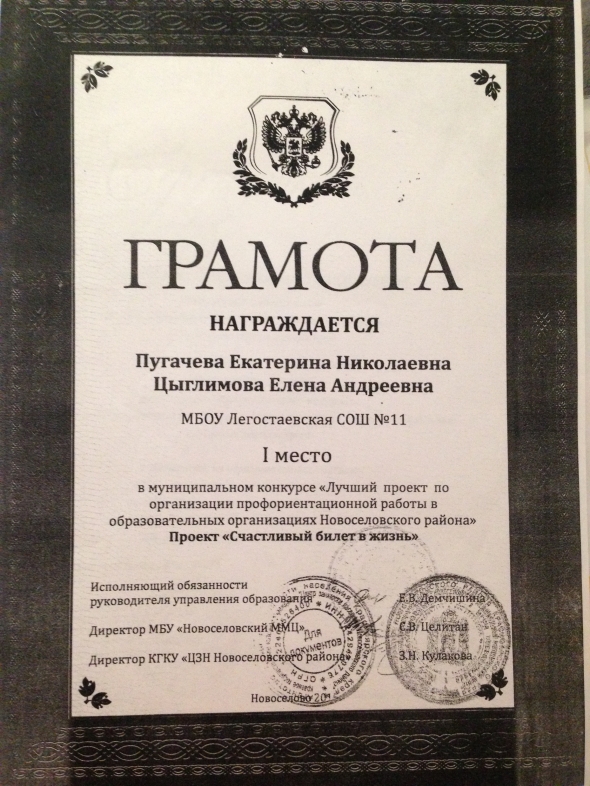 ГРАМОТА
НАГРАЖДАЕТСЯ
Пугачева Екатерина Николаевна
Цыглимова Елена Андреевна
МБОУ Легостаевская СОШ №11
I место
в муниципальном конкурсе «Лучший проект по
организации профориентационной работы в
образовательных организациях Новоселовского района»
Проект «Счастливый билет в жизнь»
Исполняющий обязанности
руководителя управления образования Е.В. Демчишина
Директор МБУ «Новоселовский ММЦ» С.В. Целитан
Директор КГКУ «ЦЗН Новоселовского района» З.Н. Кулакова
Для
документов
Новоселово